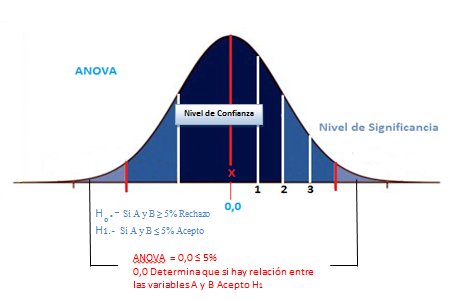 ANOVA
Nivel de Confianza
Nivel de Significancia
X
1 2 3
0,0
Ho.- Si A y B ≥ 5% Rechazo
H1.- Si A y B ≤ 5% Acepto
ANOVA = 0,0 ≤ 5%
0,0 Determina que si hay relación entre
las variables A y B Acepto H1